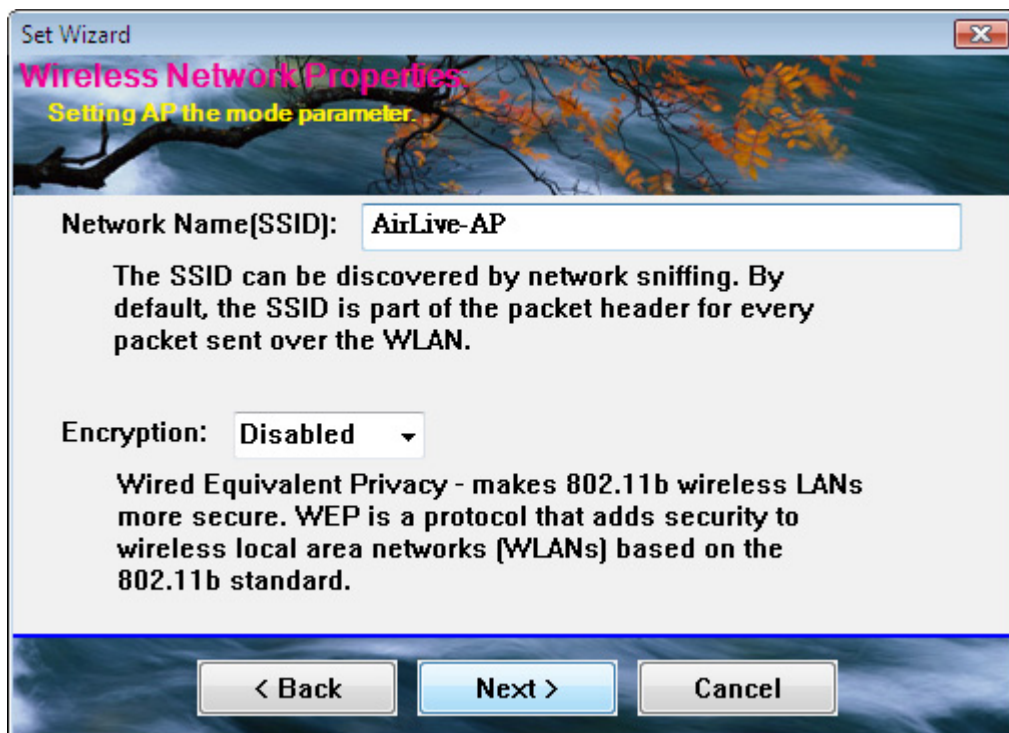 Set Wizard
Wireless Network Properties:
Setting AP the mode parameter.
Network Name(SSID): AirLive-AP
The SSID can be discovered by network sniffing. By
default, the SSID is part of the packet header for every
packet sent over the WLAN.
Encryption: Disabled
Wired Equivalent Privacy - makes 802.11b wireless LANs
more secure. WEP is a protocol that adds security to
wireless local area networks (WLANs) based on the
802.11b standard.
< Back Next > Cancel